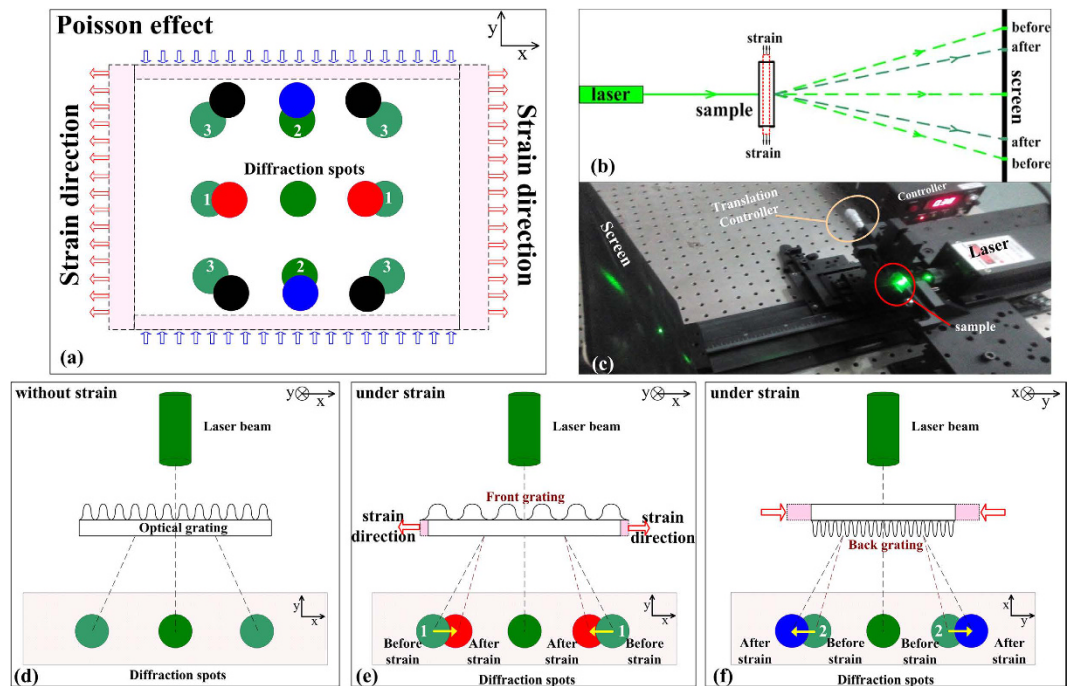 Poisson effect
y
x
Strain direction
Strain direction
3
2
3
Diffraction spots
1
1
3
2
3
(a)
strain
laser
sample
strain
before
after
screen
after
before
(b)
Translation
Controller
Controller
Screen
Laser
sample
(c)
without strain
y
x
Laser beam
Optical grating
y
x
(d)
Diffraction spots
under strain
y
x
Laser beam
Front grating
strain
direction
strain
direction
y
x
1
1
Before
strain
After
strain
After
strain
Before
strain
(e)
Diffraction spots
under strain
x
y
Laser beam
Back grating
x
y
2
2
After
strain
Before
strain
Before
strain
After
strain
(f)
Diffraction spots